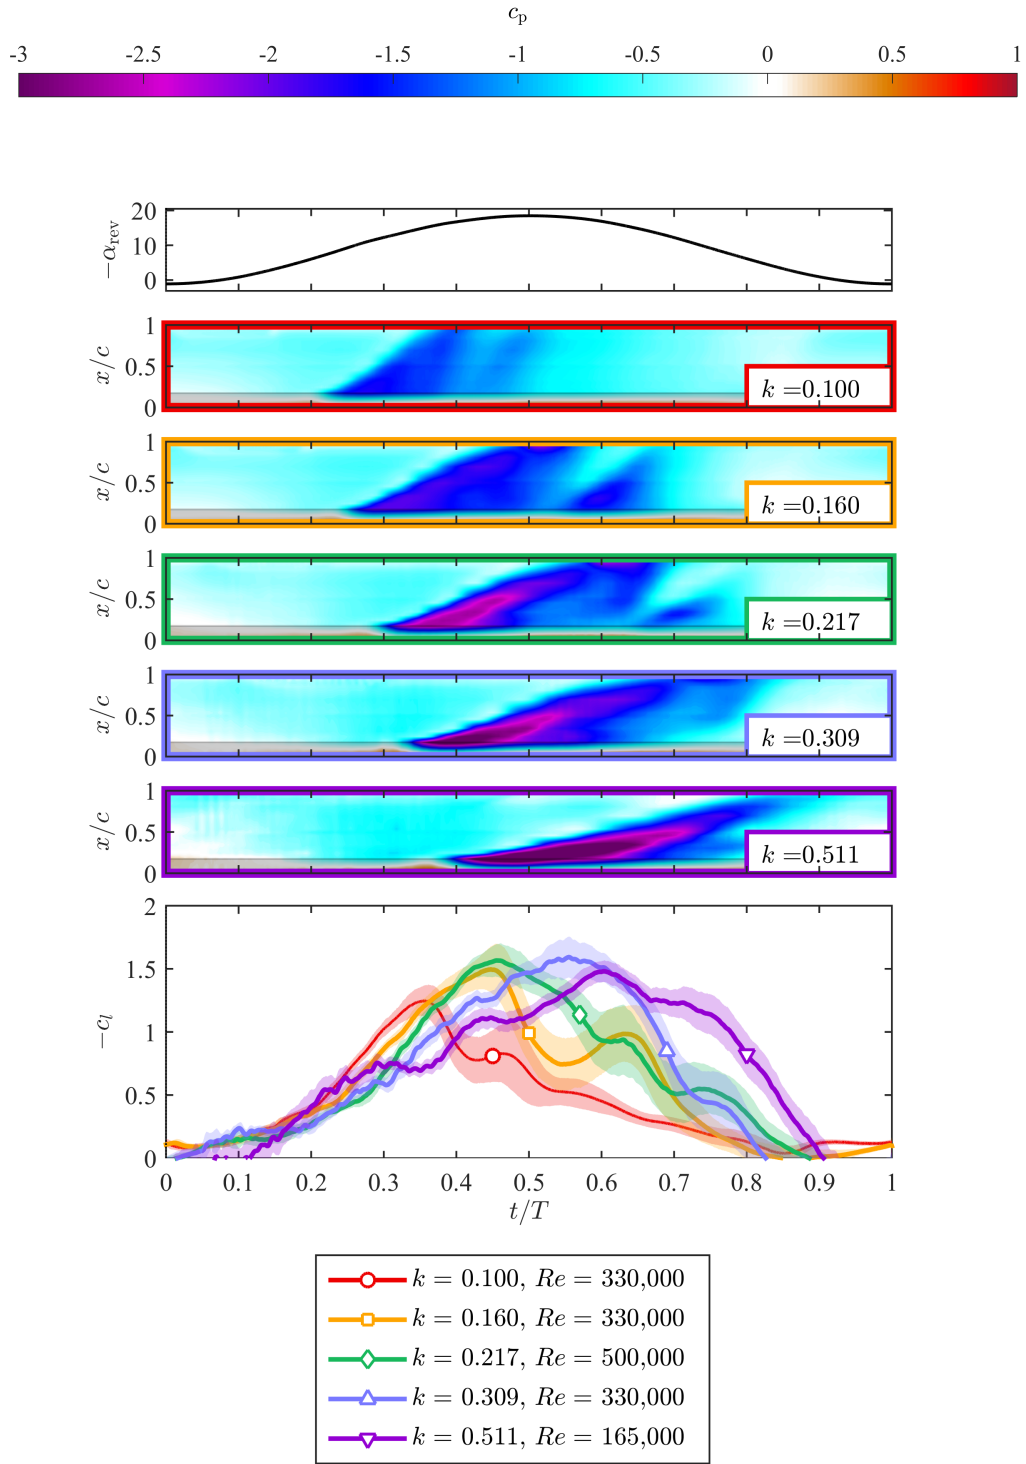 c_p
-3 -2.5 -2 -1.5 -1 -0.5 0 0.5 1
−α_rev
20
10
0
x/c
1
0.5
0
k =0.100
x/c
1
0.5
0
k =0.160
x/c
1
0.5
0
k =0.217
x/c
1
0.5
0
k =0.309
x/c
1
0.5
0
k =0.511
−c_l
2
1.5
1
0.5
0
0 0.1 0.2 0.3 0.4 0.5 0.6 0.7 0.8 0.9 1
t/T
k = 0.100, Re = 330,000
k = 0.160, Re = 330,000
k = 0.217, Re = 500,000
k = 0.309, Re = 330,000
k = 0.511, Re = 165,000